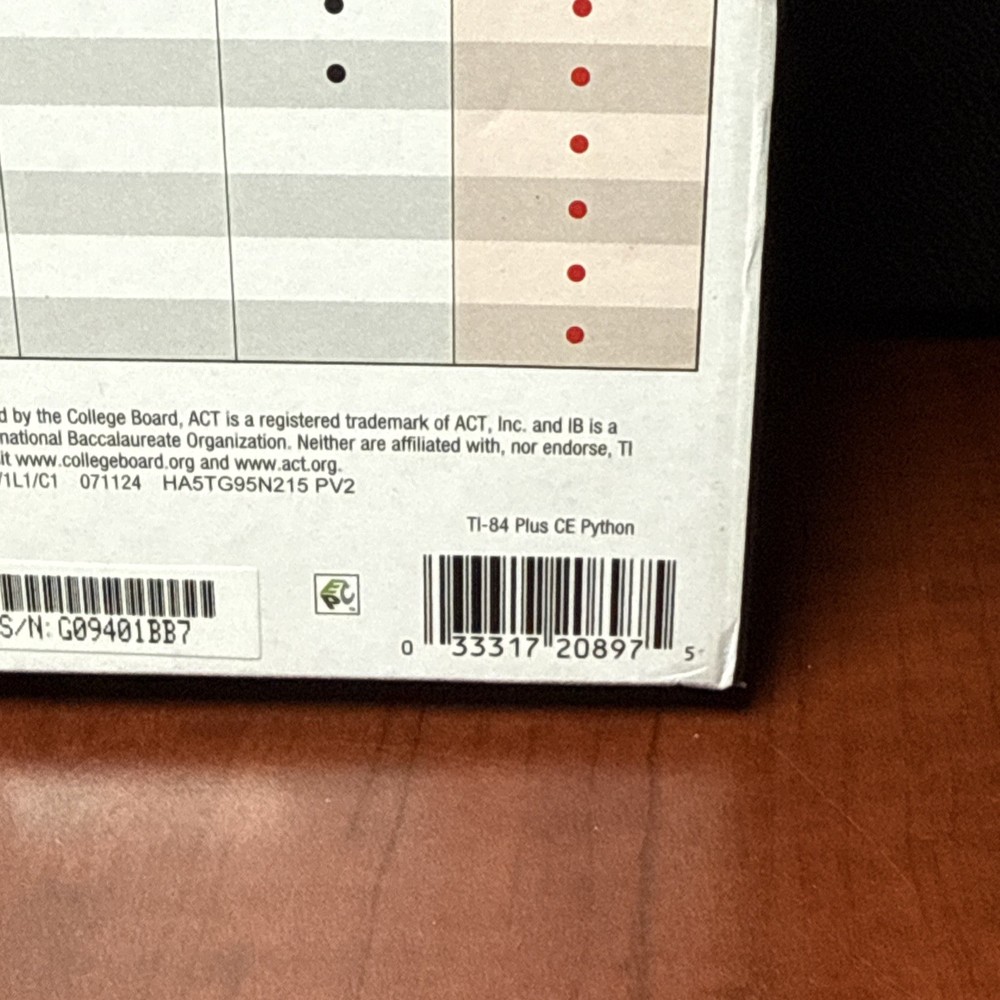 by the College Board, ACT is a registered trademark of ACT, Inc. and IB is a
Baccalaureate Organization. Neither are affiliated with, nor endorse, TI
www.collegeboard.org and www.act.org.
/1L1/C1 071124 HA5TG95N215 PV2
TI-84 Plus CE Python
S/N: G09401BB7
0 33317 20897 5